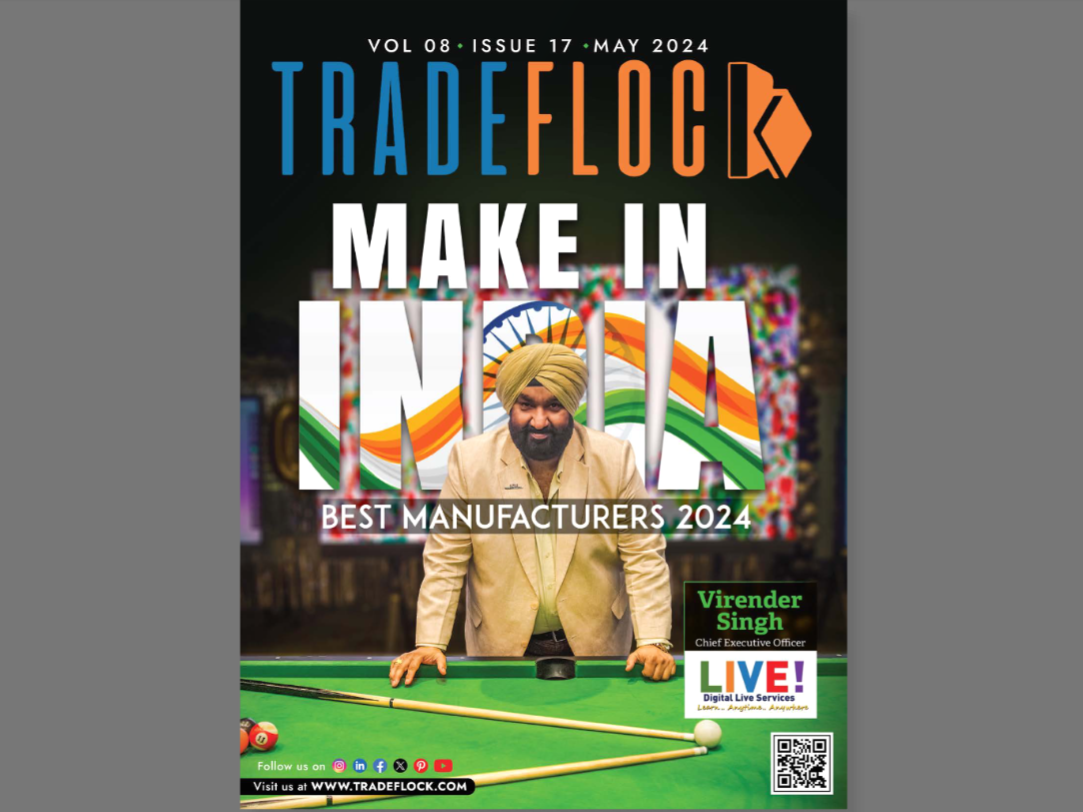 VOL 08 • ISSUE 17 • MAY 2024
TRADEFLOCK
MAKE IN
INDIA
BEST MANUFACTURERS 2024
Virender
Singh
Chief Executive Officer
LIVE!
Digital Live Services
Learn.. Anytime.. Anywhere
Follow us on
Visit us at WWW.TRADEFLOCK.COM